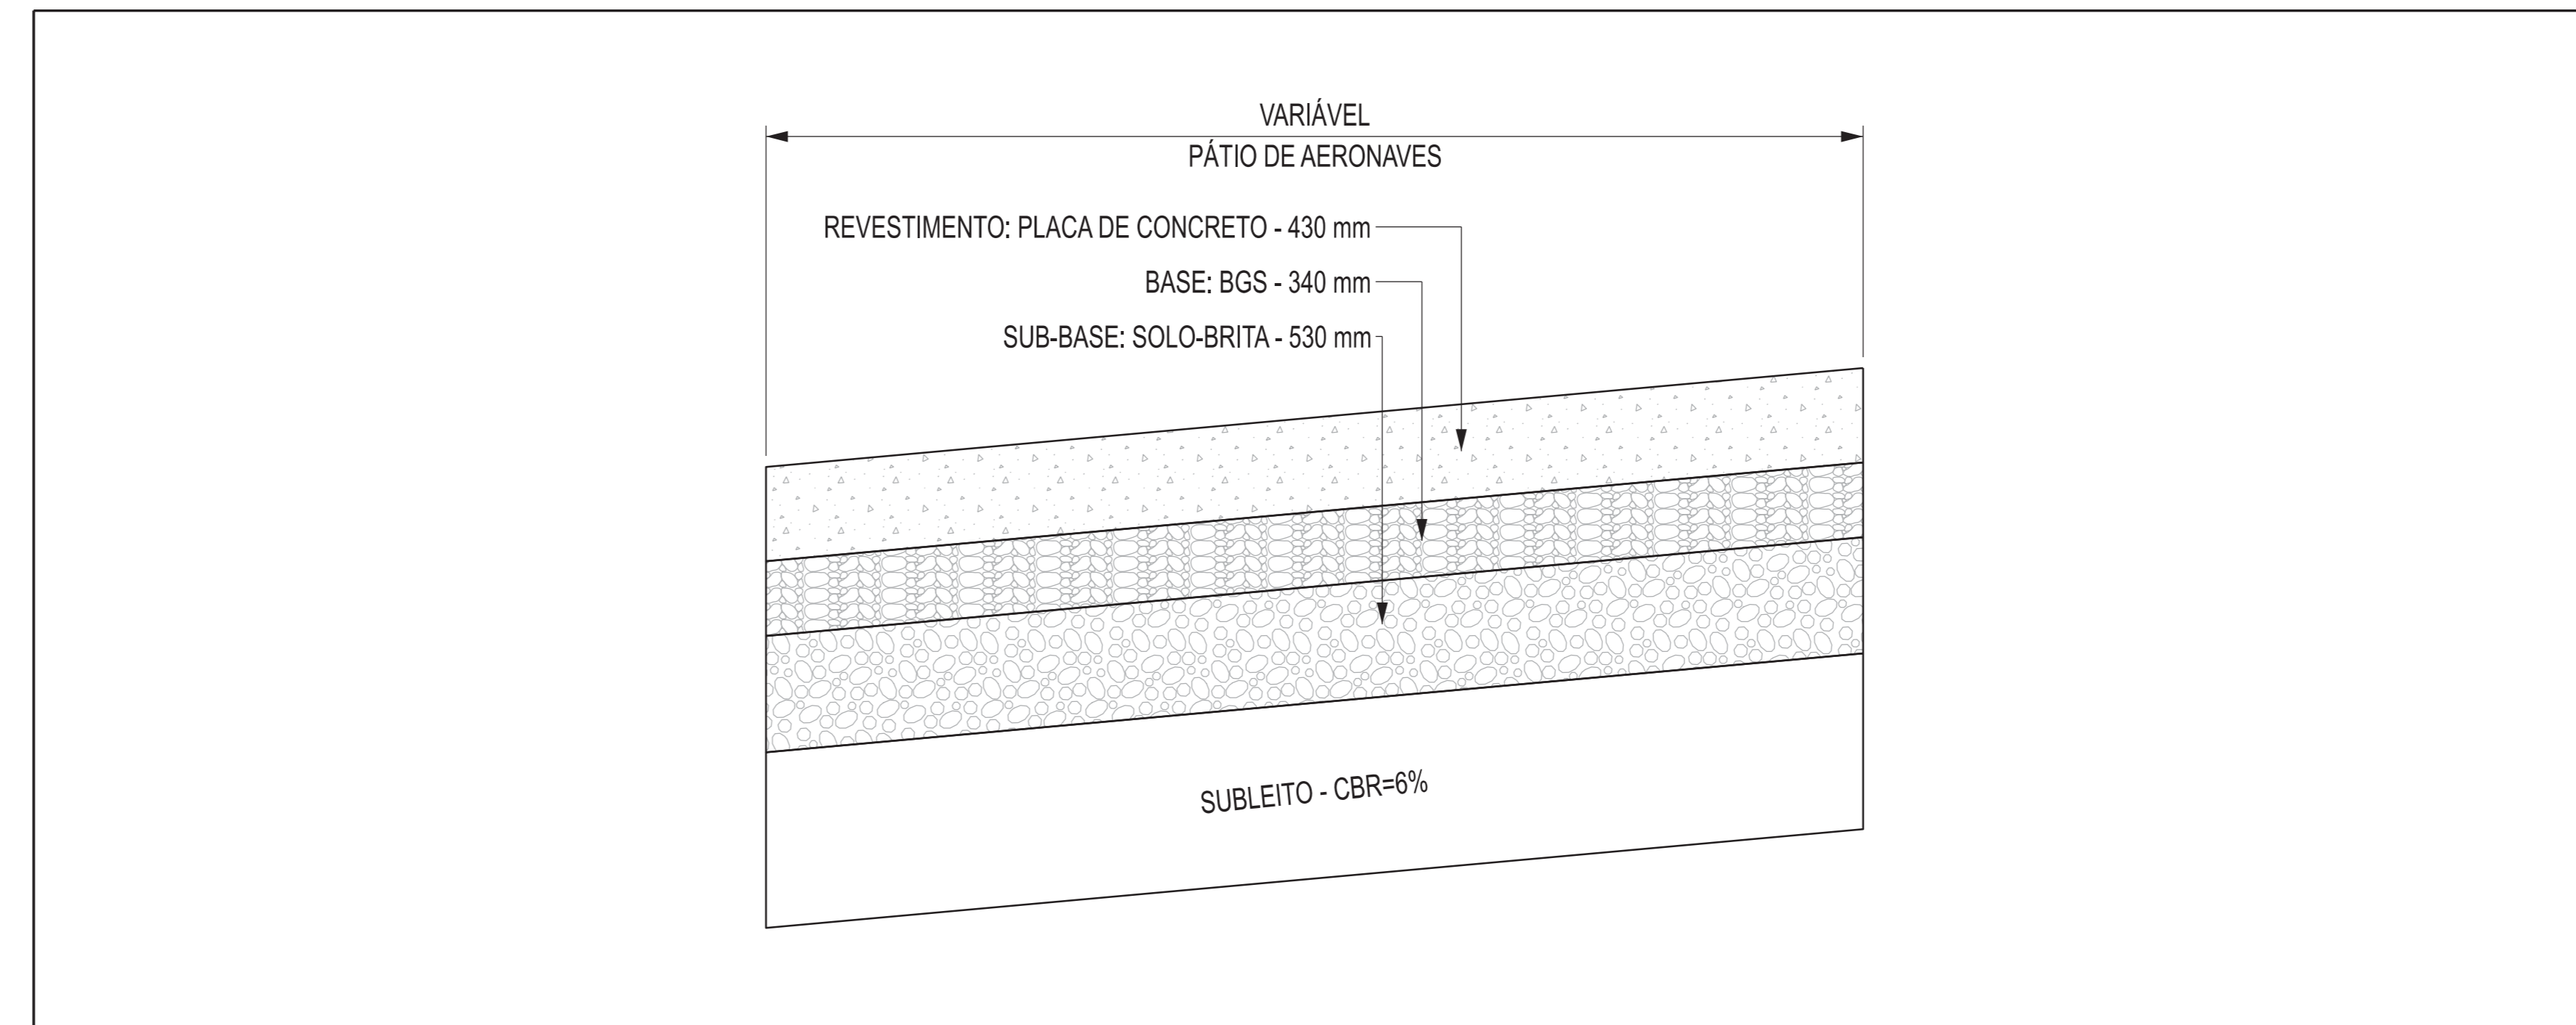 VARIÁVEL
PÁTIO DE AERONAVES
REVESTIMENTO: PLACA DE CONCRETO - 430 mm
BASE: BGS - 340 mm
SUB-BASE: SOLO-BRITA - 530 mm
SUBLEITO - CBR=6%